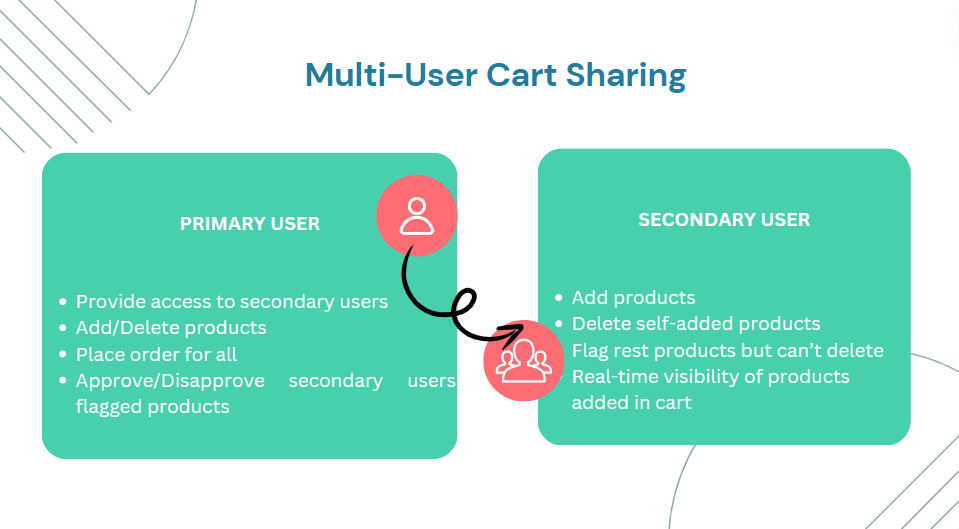 Multi-User Cart Sharing
PRIMARY USER
• Provide access to secondary users
• Add/Delete products
• Place order for all
• Approve/Disapprove secondary users
flagged products
SECONDARY USER
• Add products
• Delete self-added products
Flag rest products but can't delete
Real-time visibility of products
added in cart